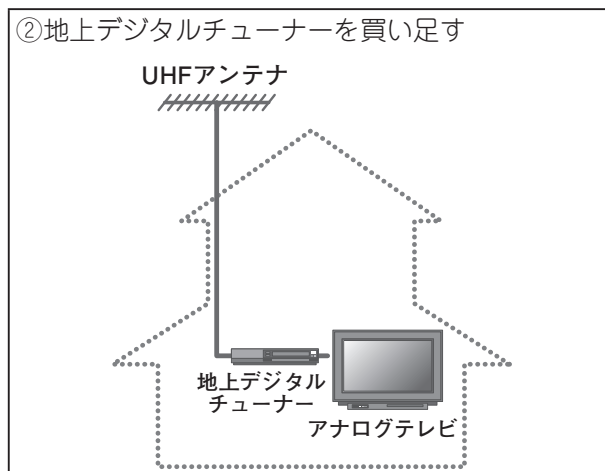 ②地上デジタルチューナーを買い足す
UHFアンテナ
地上デジタル
チューナー
アナログテレビ